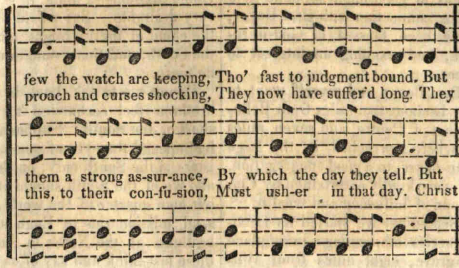 few the watch are keeping, Tho' fast to judgment bound. But
proach and curses shocking, They now have suffer'd long. They
them a strong as-sur-ance, By which the day they tell. But
this, to their con-fu-sion, Must ush-er in that day. Christ